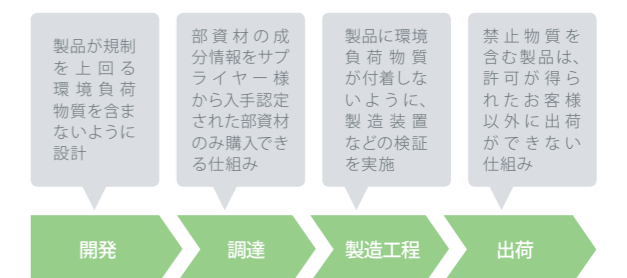 製品が規制
を上回る
環境負荷
物質を含ま
ないように
設計
部資材の成
分情報をサプ
ライヤー様
から入手認定
された部資材
のみ購入でき
る仕組み
製品に環境
負荷物質
が付着しな
いように、
製造装置
などの検証
を実施
禁止物質を
含む製品は、
許可が得ら
れたお客様
以外に出荷
ができない
仕組み
開発
調達
製造工程
出荷